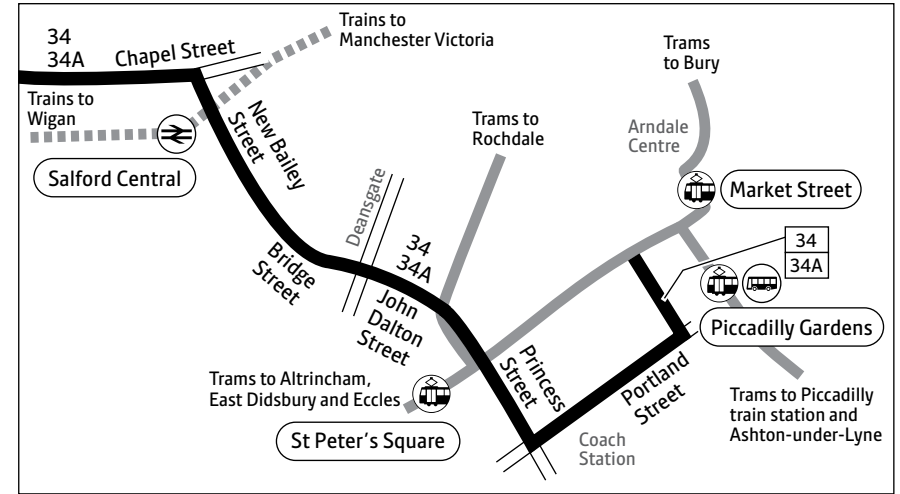 34
34A
Chapel Street
Trains to
Manchester Victoria
Trams
to Bury
Trains to
Wigan
New Bailey
Street
Salford Central
Trams to
Rochdale
Arndale
Centre
Market Street
Deansgate
34
34A
34
34A
Bridge
Street
John
Dalton
Street
Piccadilly Gardens
Princess
Street
Portland
Street
Trams to Altrincham,
East Didsbury and Eccles
Trams to Piccadilly
train station and
Ashton-under-Lyne
St Peter's Square
Coach
Station